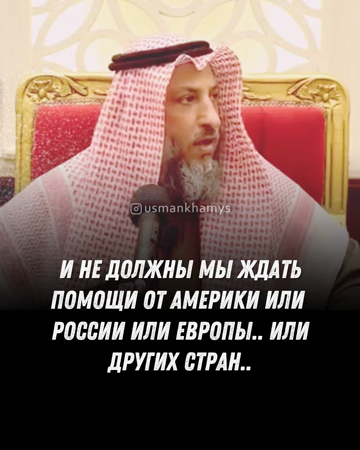 usmankhamys
И НЕ ДОЛЖНЫ МЫ ЖДАТЬ
ПОМОЩИ ОТ АМЕРИКИ ИЛИ
РОССИИ ИЛИ ЕВРОПЫ.. ИЛИ
ДРУГИХ СТРАН..